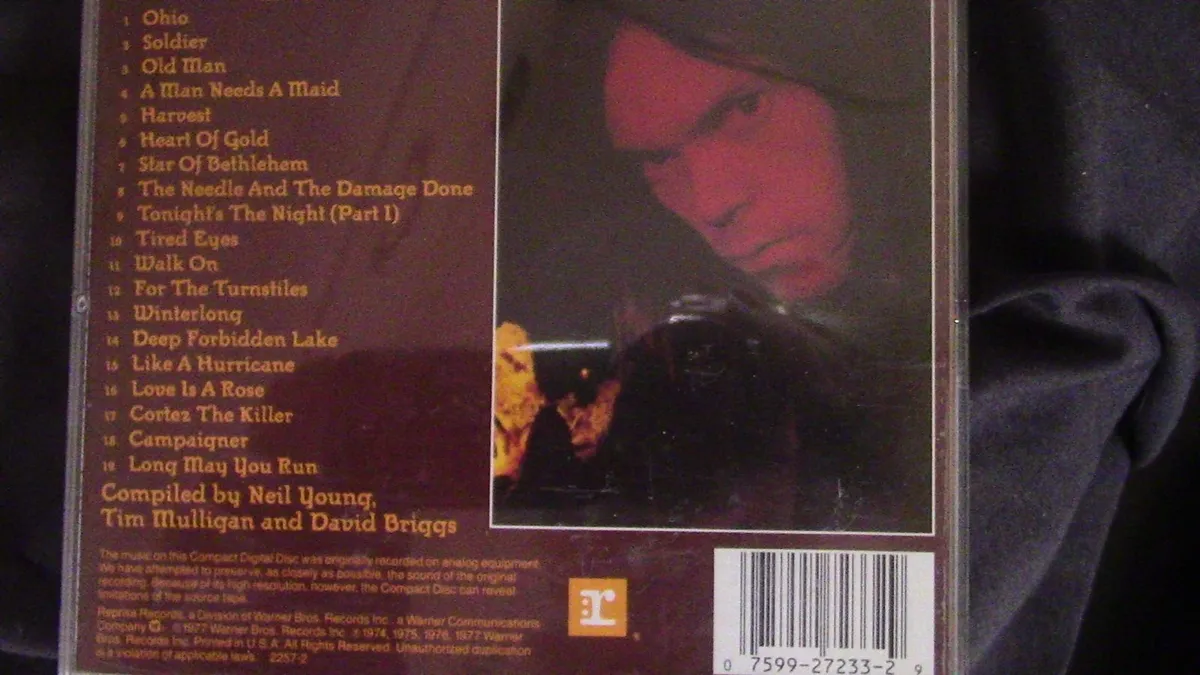 1 Ohio
2 Soldier
3 Old Man
4 A Man Needs A Maid
5 Harvest
6 Heart Of Gold
7 Star Of Bethlehem
8 The Needle And The Damage Done
9 Tonight's The Night (Part 1)
10 Tired Eyes
11 Walk On
12 For The Turnstiles
13 Winterlong
14 Deep Forbidden Lake
15 Like A Hurricane
16 Love Is A Rose
17 Cortez The Killer
18 Campaigner
19 Long May You Run
Compiled by Neil Young,
Tim Mulligan and David Briggs
The music on this Compact Digital Disc was originally recorded on analog equipment.
We have attempted to preserve, as closely as possible, the sound of the original
recording. Because of its high resolution, however, the Compact Disc can reveal
limitations of the source tape.
Reprise Records, a Division of Warner Bros. Records Inc., a Warner Communications
Company © 1977 Warner Bros. Records Inc. ℗ 1974, 1975, 1976, 1977 Warner
Bros. Records Inc. Printed in U.S.A. All Rights Reserved. Unauthorized duplication
is a violation of applicable laws. 2257-2
:r
®
0 7599-27233-2 9